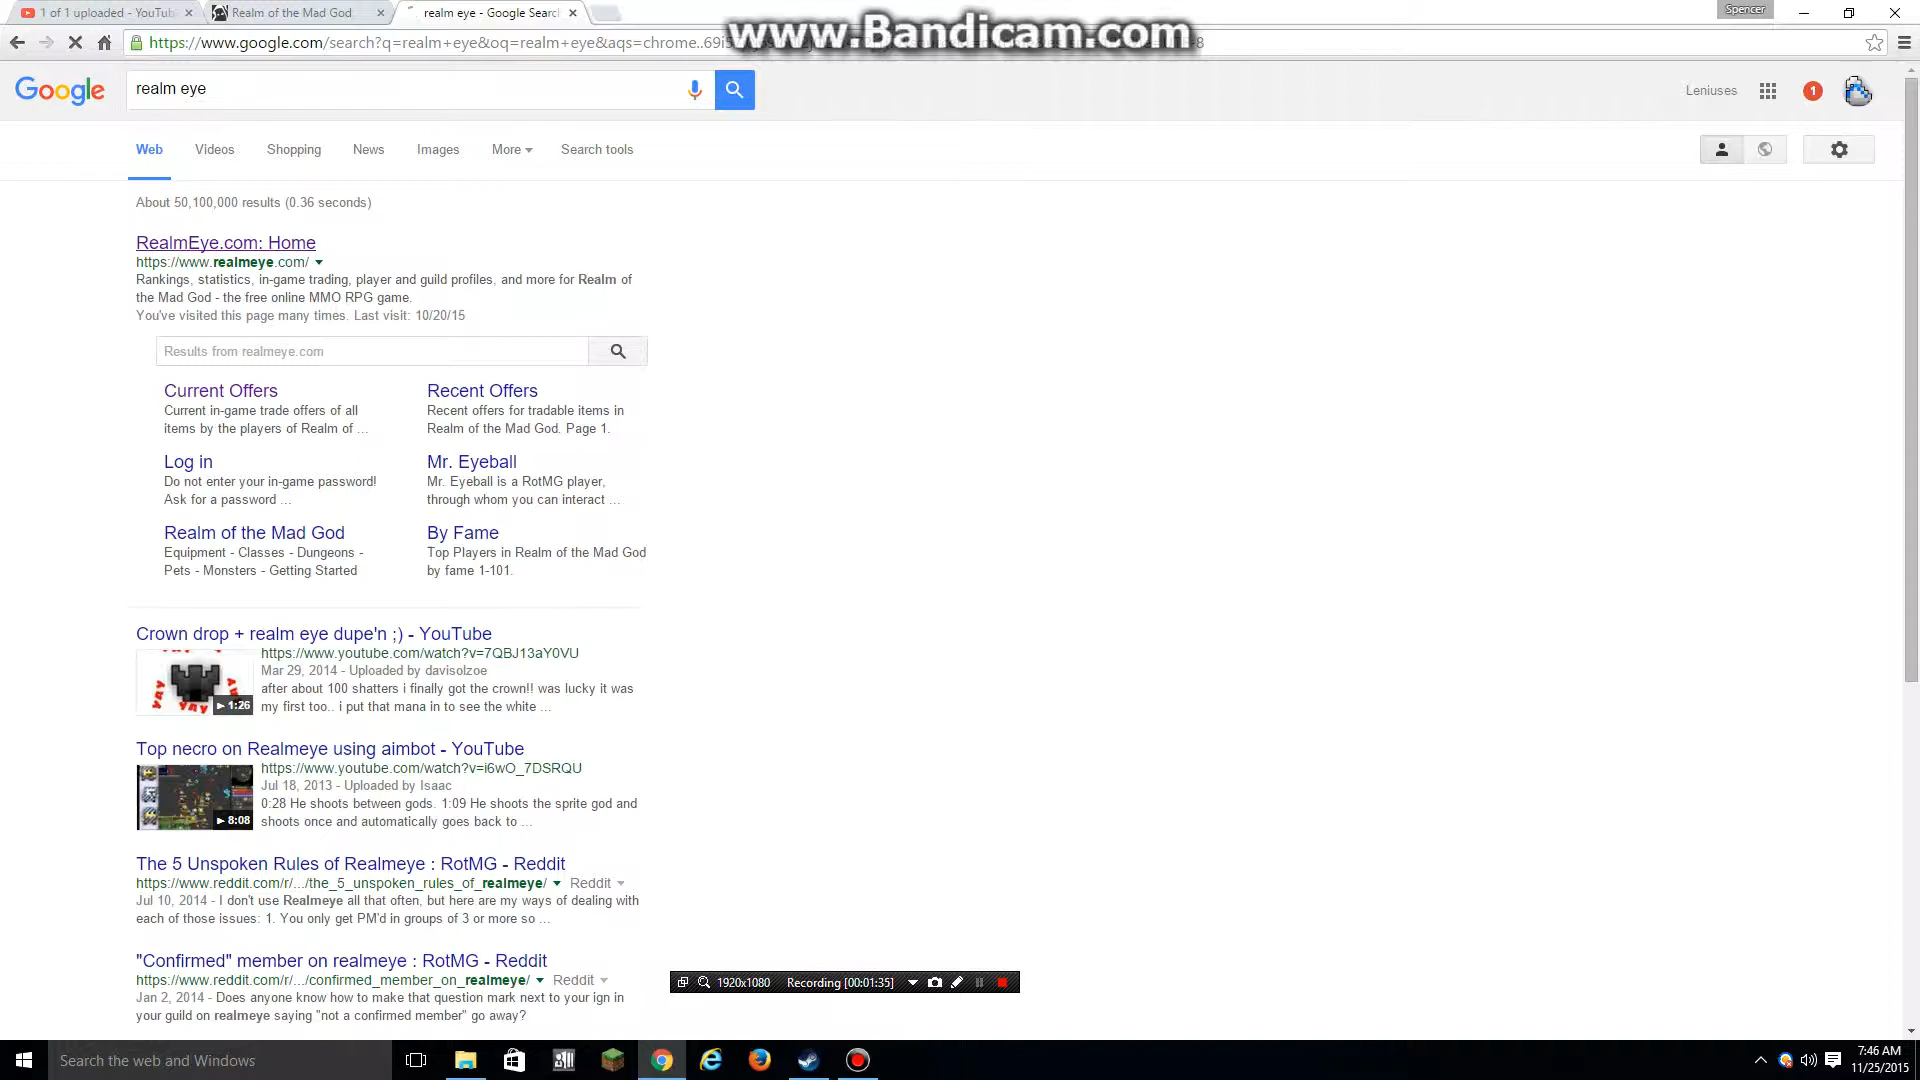 1 of 1 uploaded - YouTub
Realm of the Mad God
realm eye - Google Searc
Spencer
www.Bandicam.com
https://www.google.com/search?q=realm+eye&oq=realm+eye&aqs=chrome..69i5
Google
realm eye
Leniuses
1
Web
Videos
Shopping
News
Images
More
Search tools
About 50,100,000 results (0.36 seconds)
RealmEye.com: Home
https://www.realmeye.com/
Rankings, statistics, in-game trading, player and guild profiles, and more for Realm of
the Mad God - the free online MMO RPG game.
You've visited this page many times. Last visit: 10/20/15
Results from realmeye.com
Current Offers
Current in-game trade offers of all
items by the players of Realm of ...
Recent Offers
Recent offers for tradable items in
Realm of the Mad God. Page 1.
Log in
Do not enter your in-game password!
Ask for a password ...
Mr. Eyeball
Mr. Eyeball is a RotMG player,
through whom you can interact ...
Realm of the Mad God
Equipment - Classes - Dungeons -
Pets - Monsters - Getting Started
By Fame
Top Players in Realm of the Mad God
by fame 1-101.
Crown drop + realm eye dupe'n ;) - YouTube
https://www.youtube.com/watch?v=7QBJ13aY0VU
Mar 29, 2014 - Uploaded by davisolzoe
after about 100 shatters i finally got the crown!! was lucky it was
my first too.. i put that mana in to see the white ...
1:26
Top necro on Realmeye using aimbot - YouTube
https://www.youtube.com/watch?v=i6wO_7DSRQU
Jul 18, 2013 - Uploaded by Isaac
0:28 He shoots between gods. 1:09 He shoots the sprite god and
shoots once and automatically goes back to ...
8:08
The 5 Unspoken Rules of Realmeye : RotMG - Reddit
https://www.reddit.com/r/.../the_5_unspoken_rules_of_realmeye/ Reddit
Jul 10, 2014 - I don't use Realmeye all that often, but here are my ways of dealing with
each of those issues: 1. You only get PM'd in groups of 3 or more so ...
"Confirmed" member on realmeye : RotMG - Reddit
https://www.reddit.com/r/.../confirmed_member_on_realmeye/ Reddit
Jan 2, 2014 - Does anyone know how to make that question mark next to your ign in
your guild on realmeye saying "not a confirmed member" go away?
1920x1080 Recording [00:01:35]
Search the web and Windows
7:46 AM
11/25/2015